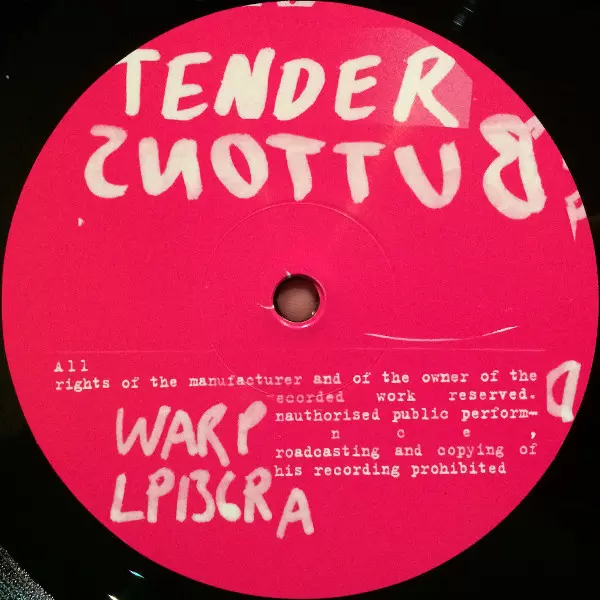 TENDER
BUTTONS
All
rights of the manufacturer and of the owner of the
ecorded work reserved.
nauthorised public perform-
n c e ,
roadcasting and copying of
his recording prohibited
WARP
LP136R A
D